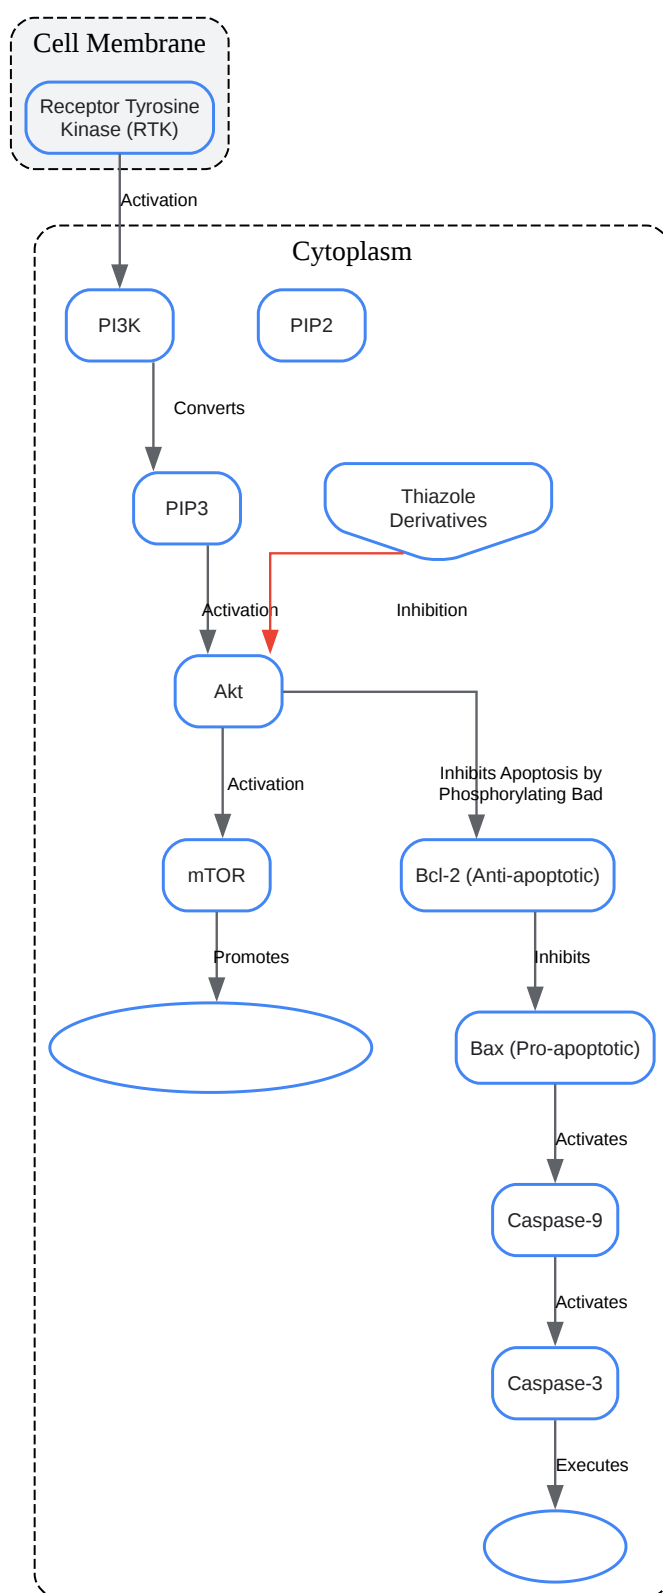 Cell Membrane
Receptor Tyrosine
Kinase (RTK)
Activation
Cytoplasm
PI3K
PIP2
Converts
PIP3
Thiazole
Derivatives
Activation
Inhibition
Akt
Activation
Inhibits Apoptosis by
Phosphorylating Bad
mTOR
Bcl-2 (Anti-apoptotic)
Promotes
Inhibits
Bax (Pro-apoptotic)
Activates
Caspase-9
Activates
Caspase-3
Executes